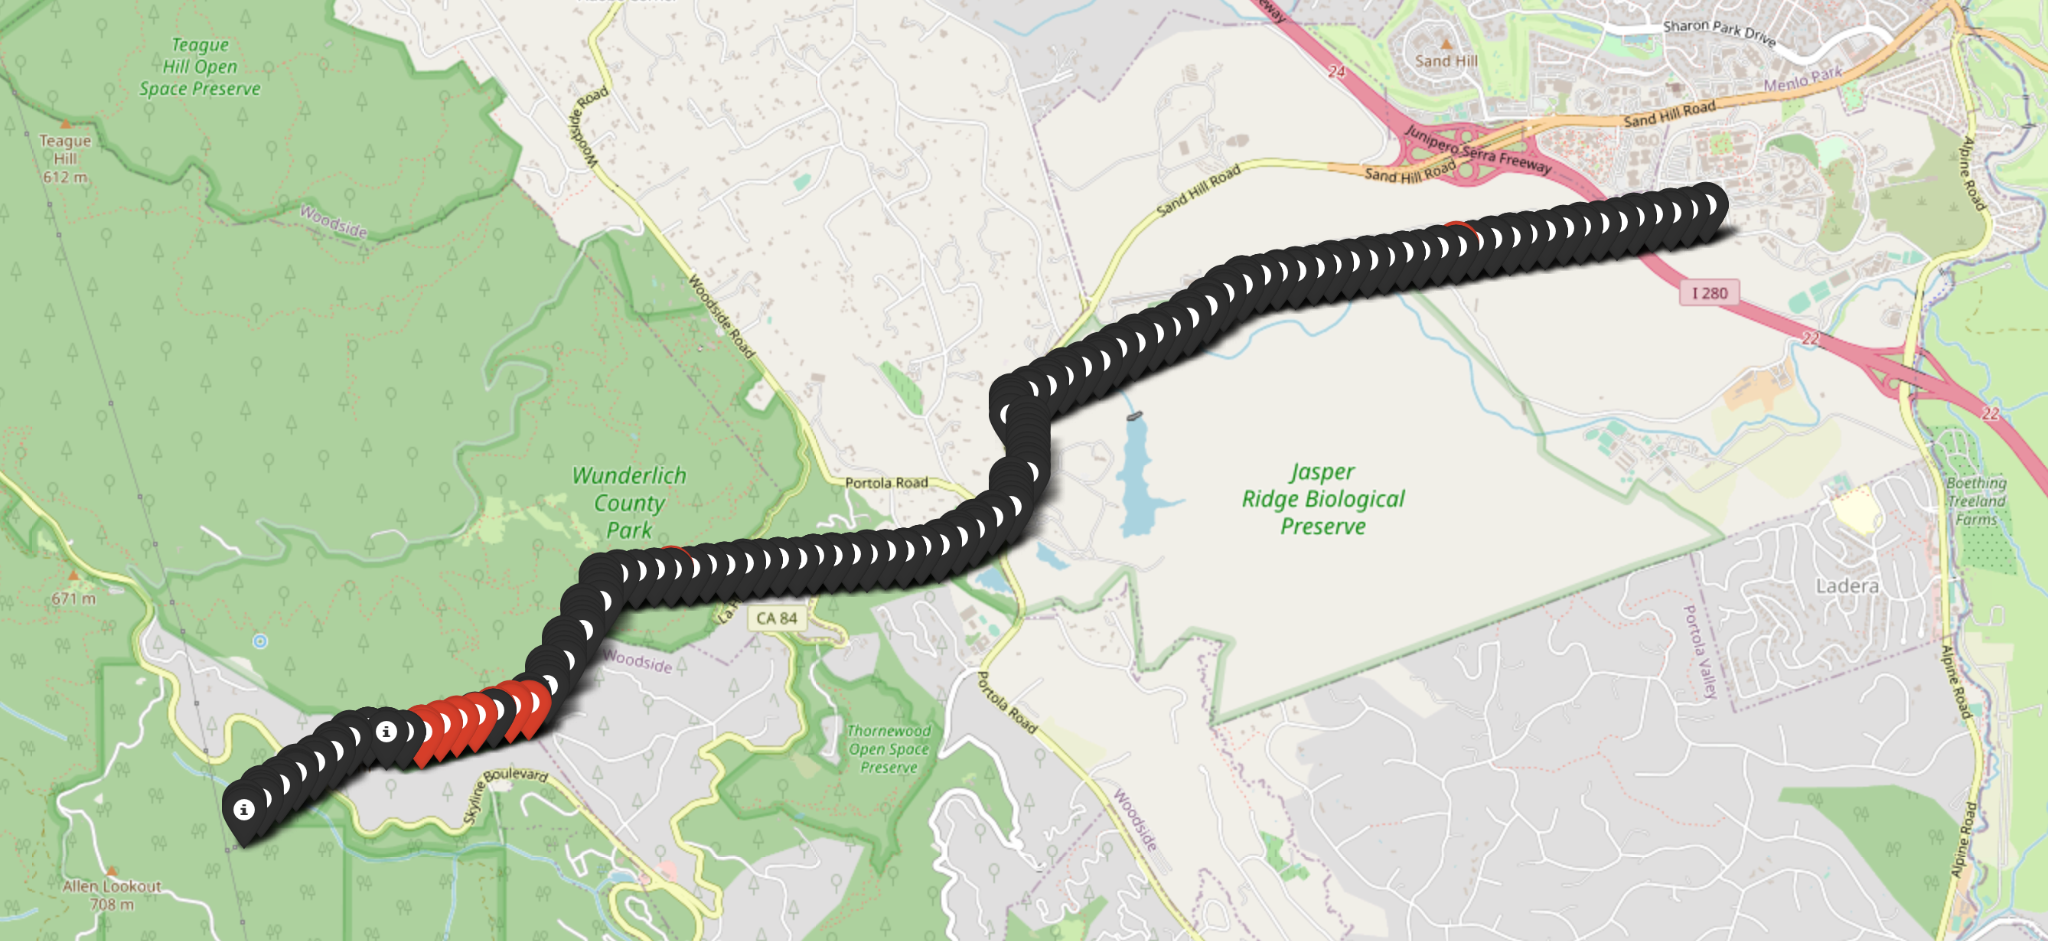 Teague
Hill Open
Space Preserve
Teague
Hill
612 m
Woodside
Woodside Road
Woodside Road
24
Sand Hill
Sharon Park Drive
Menlo Park
Sand Hill Road
Junipero Serra Freeway
Sand Hill Road
Sand Hill Road
Alpine Road
I 280
22
22
Wunderlich
County
Park
Portola Road
Jasper
Ridge Biological
Preserve
Boething
Treeland
Farms
Ladera
Portola Valley
Alpine Road
671 m
CA 84
Woodside
Portola Road
Thornewood
Open Space
Preserve
Skyline Boulevard
Woodside
Alpine Road
Allen Lookout
708 m
i
i